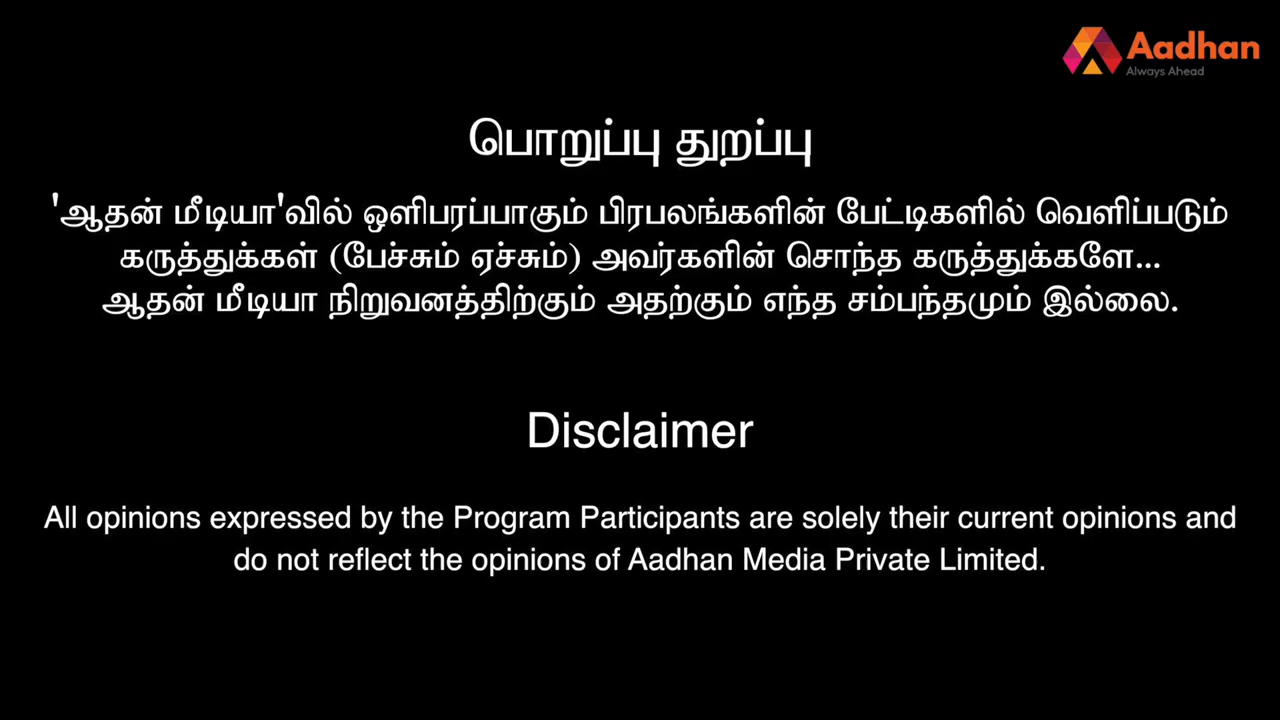 Aadhan
Always Ahead
பொறுப்பு துறப்பு
'ஆதன் மீடியா'வில் ஒளிபரப்பாகும் பிரபலங்களின் பேட்டிகளில் வெளிப்படும்
கருத்துக்கள் (பேச்சும் ஏச்சும்) அவர்களின் சொந்த கருத்துக்களே...
ஆதன் மீடியா நிறுவனத்திற்கும் அதற்கும் எந்த சம்பந்தமும் இல்லை.
Disclaimer
All opinions expressed by the Program Participants are solely their current opinions and
do not reflect the opinions of Aadhan Media Private Limited.